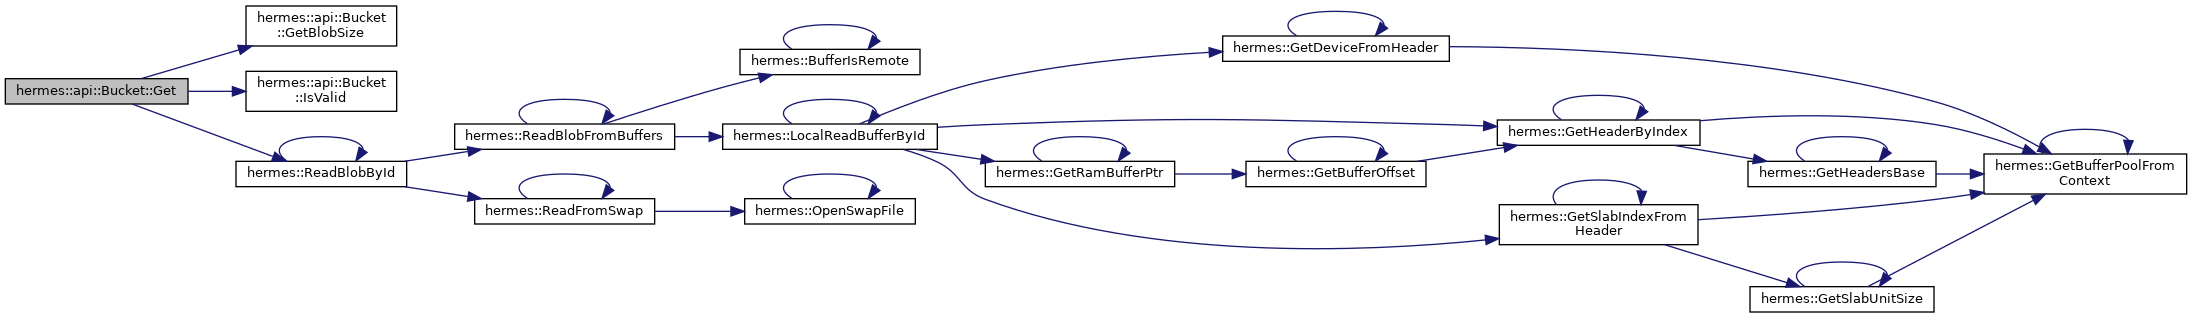 hermes::api::Bucket::Get
hermes::api::Bucket
::GetBlobSize
hermes::api::Bucket
::IsValid
hermes::ReadBlobById
hermes::ReadBlobFromBuffers
hermes::ReadFromSwap
hermes::BufferIsRemote
hermes::LocalReadBufferById
hermes::OpenSwapFile
hermes::GetDeviceFromHeader
hermes::GetRamBufferPtr
hermes::GetBufferOffset
hermes::GetHeaderByIndex
hermes::GetSlabIndexFrom
Header
hermes::GetHeadersBase
hermes::GetSlabUnitSize
hermes::GetBufferPoolFrom
Context